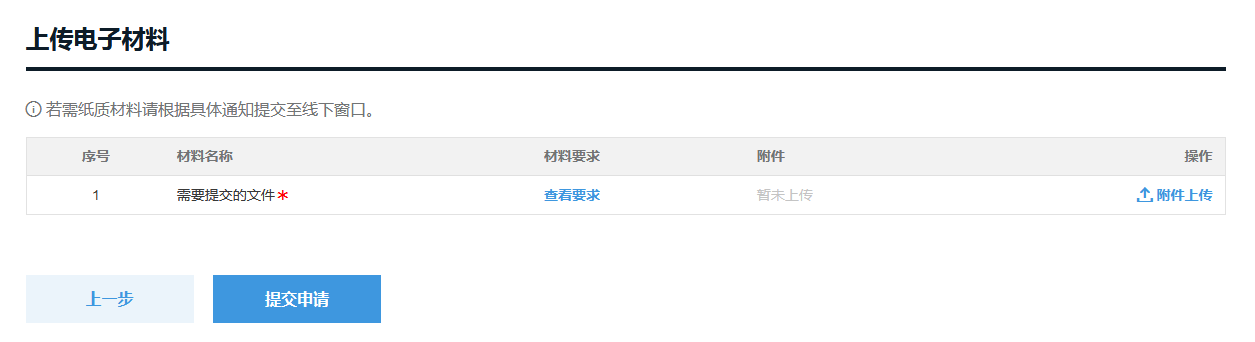 上传电子材料
若需纸质材料请根据具体通知提交至线下窗口。
序号 材料名称 材料要求 附件 操作
1 需要提交的文件* 查看要求 暂未上传 附件上传
上一步 提交申请